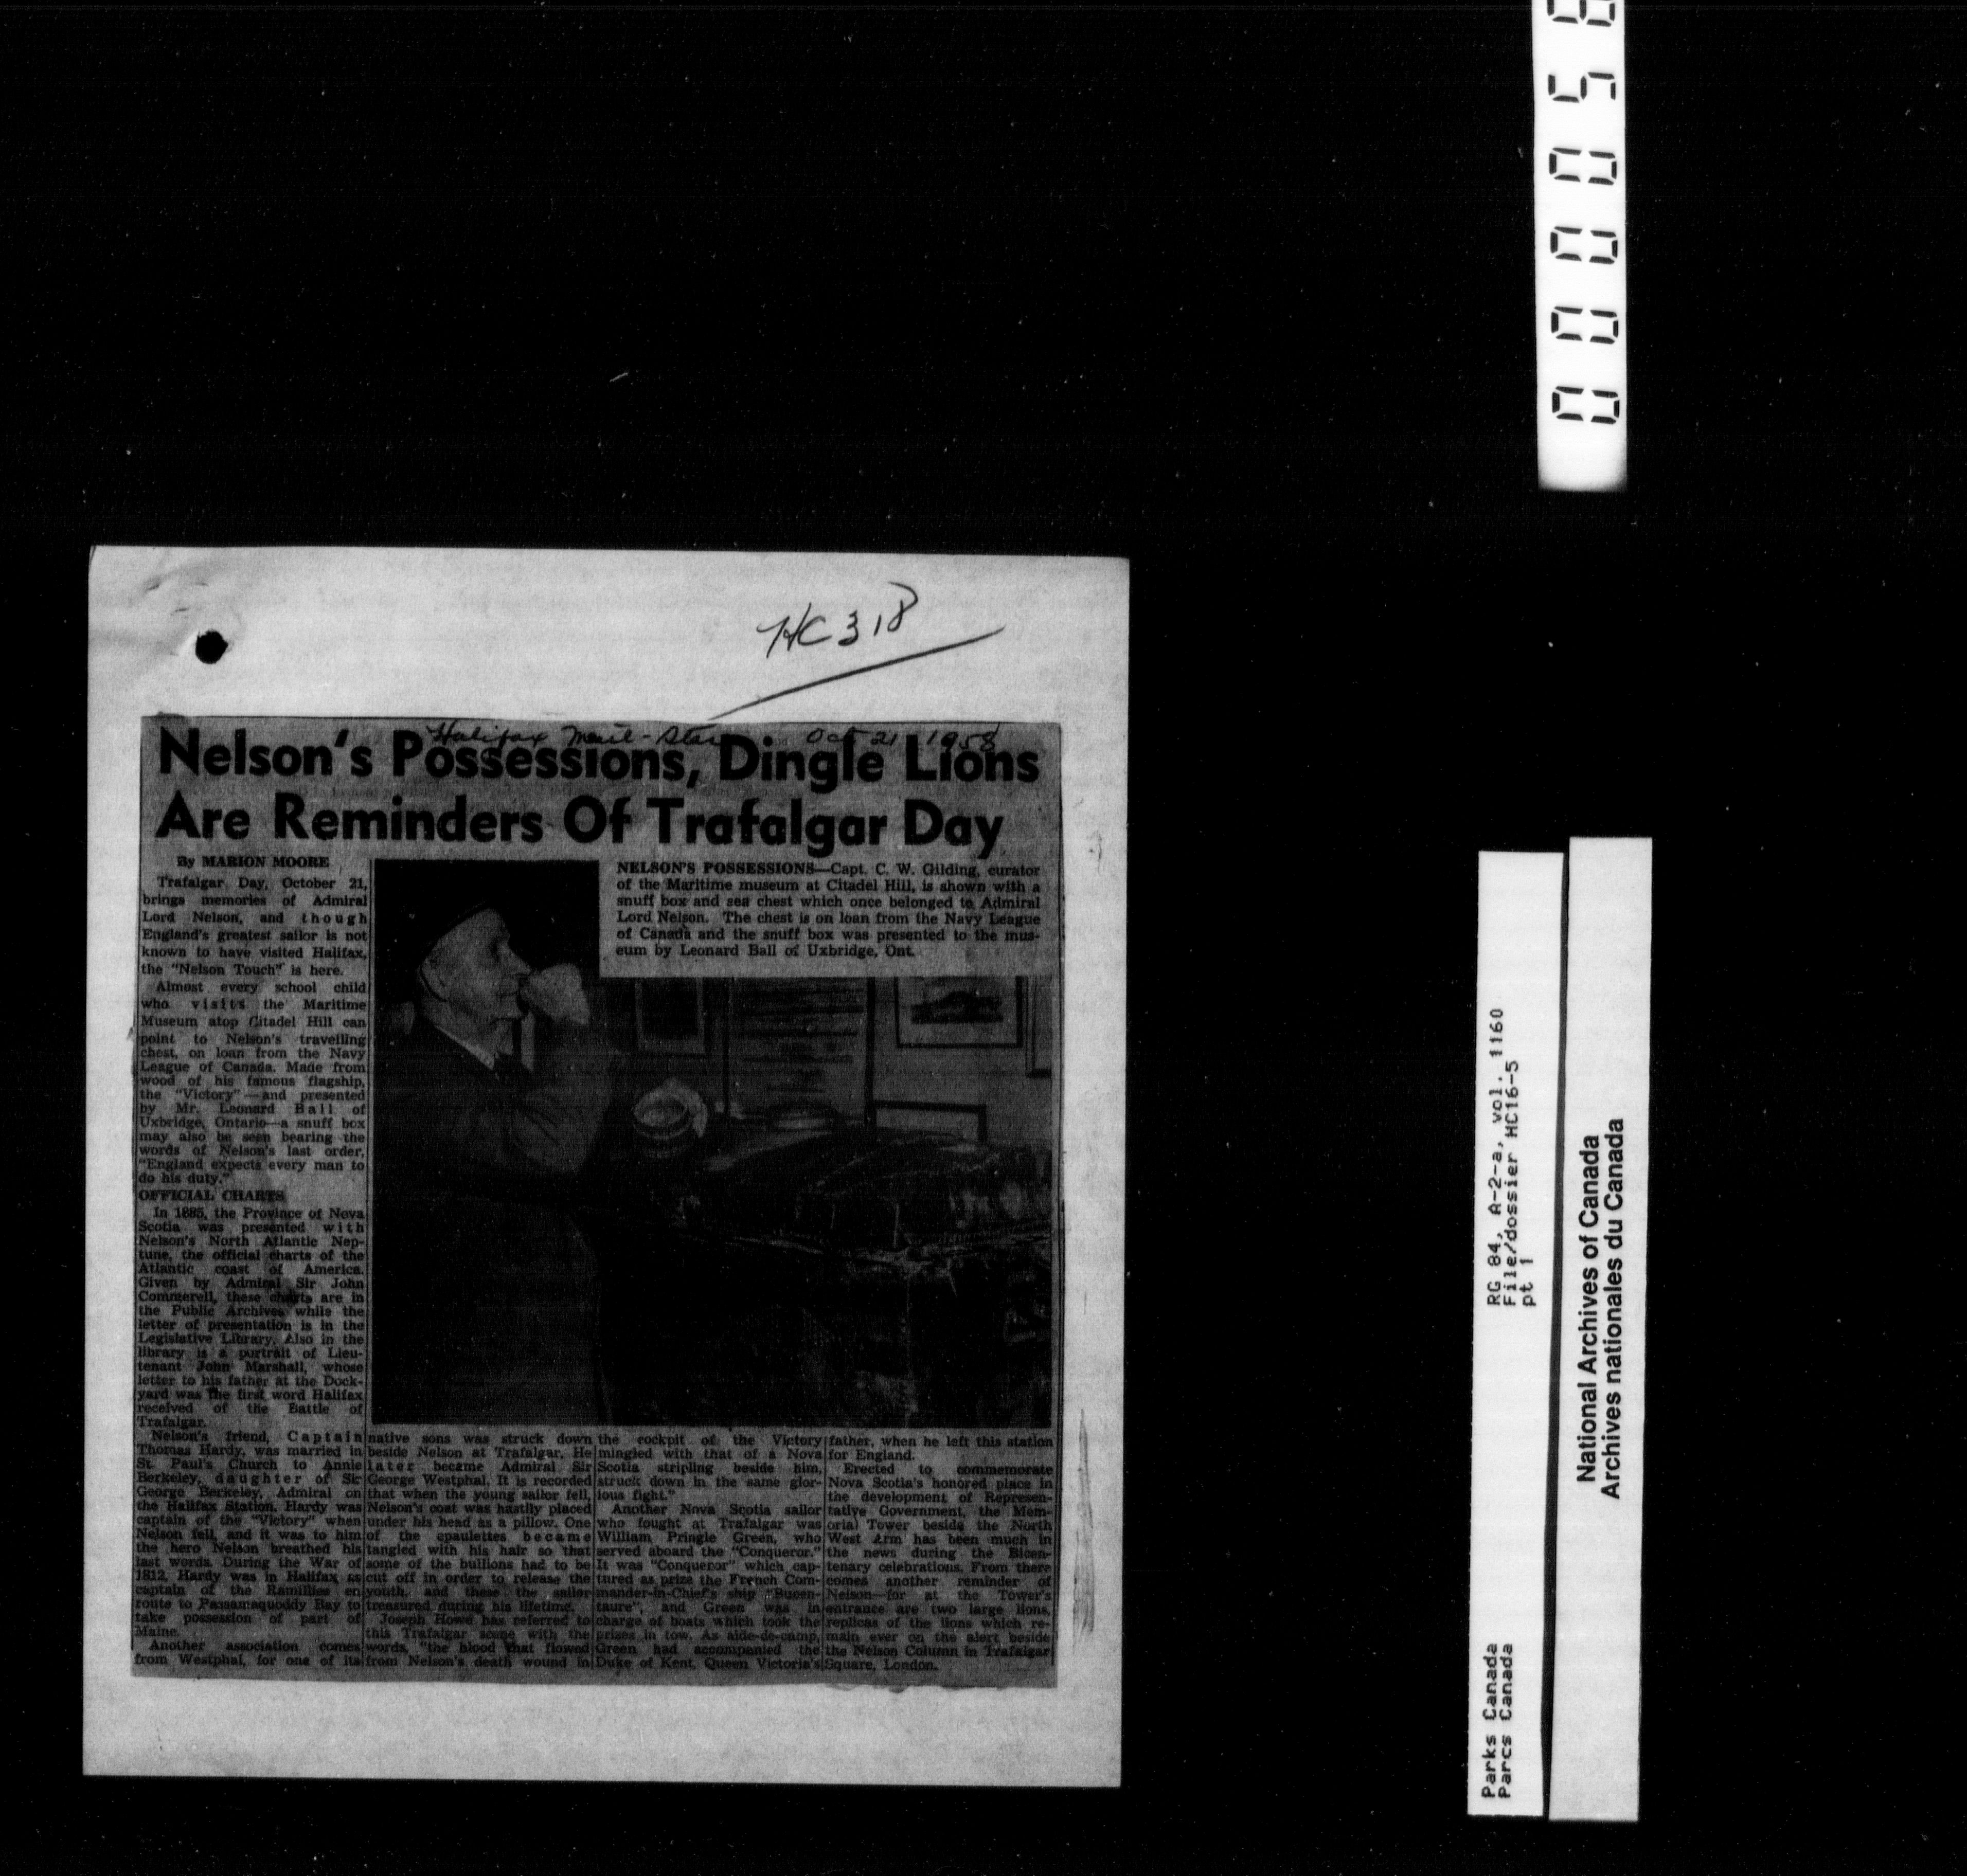 HC 318
Halifax Mail-Star Oct 21 1958
Nelson's Possessions, Dingle Lions
Are Reminders Of Trafalgar Day
By MARION MOORE
Trafalgar Day, October 21,
brings memories of Admiral
Lord Nelson, and though
England's greatest sailor is not
known to have visited Halifax,
the "Nelson Touch" is here.
Almost every school child
who visits the Maritime
Museum atop Citadel Hill can
point to Nelson's travelling
chest, on loan from the Navy
League of Canada. Made from
wood of his famous flagship,
the "Victory"—and presented
by Mr. Leonard Ball of
Uxbridge, Ontario—a snuff box
may also be seen bearing the
words of Nelson's last order,
"England expects every man to
do his duty."
OFFICIAL CHARTS
In 1885, the Province of Nova
Scotia was presented with
Nelson's North Atlantic Nep-
tune, the official charts of the
Atlantic coast of America.
Given by Admiral Sir John
Commerell, these charts are in
the Public Archives while the
letter of presentation is in the
Legislative Library. Also in the
library is a portrait of Lieu-
tenant John Marshall, whose
letter to his father at the Dock-
yard was the first word Halifax
received of the Battle of
Trafalgar.
Nelson's friend, Captain
Thomas Hardy, was married in
St. Paul's Church to Annie
Berkeley, daughter of Sir
George Berkeley, Admiral on
the Halifax Station. Hardy was
captain of the "Victory" when
Nelson fell, and it was to him
the hero Nelson breathed his
last words. During the War of
1812, Hardy was in Halifax as
captain of the Ramillies en
route to Passamaquoddy Bay to
take possession of part of
Maine.
Another association comes
from Westphal, for one of its
NELSON'S POSSESSIONS—Capt. C. W. Gilding, curator
of the Maritime museum at Citadel Hill, is shown with a
snuff box and sea chest which once belonged to Admiral
Lord Nelson. The chest is on loan from the Navy League
of Canada and the snuff box was presented to the mus-
eum by Leonard Ball of Uxbridge, Ont.
native sons was struck down
beside Nelson at Trafalgar. He
later became Admiral Sir
George Westphal. It is recorded
that when the young sailor fell,
Nelson's coat was hastily placed
under his head as a pillow. One
of the epaulettes became
tangled with his hair so that
some of the bullions had to be
cut off in order to release the
youth, and these the sailor
treasured during his lifetime.
Joseph Howe has referred to
this Trafalgar scene with the
words, "the blood that flowed
from Nelson's death wound in
the cockpit of the Victory
mingled with that of a Nova
Scotia stripling beside him,
struck down in the same glor-
ious fight."
Another Nova Scotia sailor
who fought at Trafalgar was
William Pringle Green, who
served aboard the "Conqueror."
It was "Conqueror" which cap-
tured as prize the French Com-
mander-in-Chief's ship "Bucen-
taure", and Green was in
charge of boats which took the
prizes in tow. As aide-de-camp,
Green had accompanied the
Duke of Kent, Queen Victoria's
father, when he left this station
for England.
Erected to commemorate
Nova Scotia's honored place in
the development of Represen-
tative Government, the Mem-
orial Tower beside the North
West Arm has been much in
the news during the Bicen-
tenary celebrations. From there
comes another reminder of
Nelson—for at the Tower's
entrance are two large lions,
replicas of the lions which re-
main ever on the alert beside
the Nelson Column in Trafalgar
Square, London.
Parks Canada
Parcs Canada
RG 84, A-2-a, vol. 1160
File/dossier HC16-5
pt 1
National Archives of Canada
Archives nationales du Canada